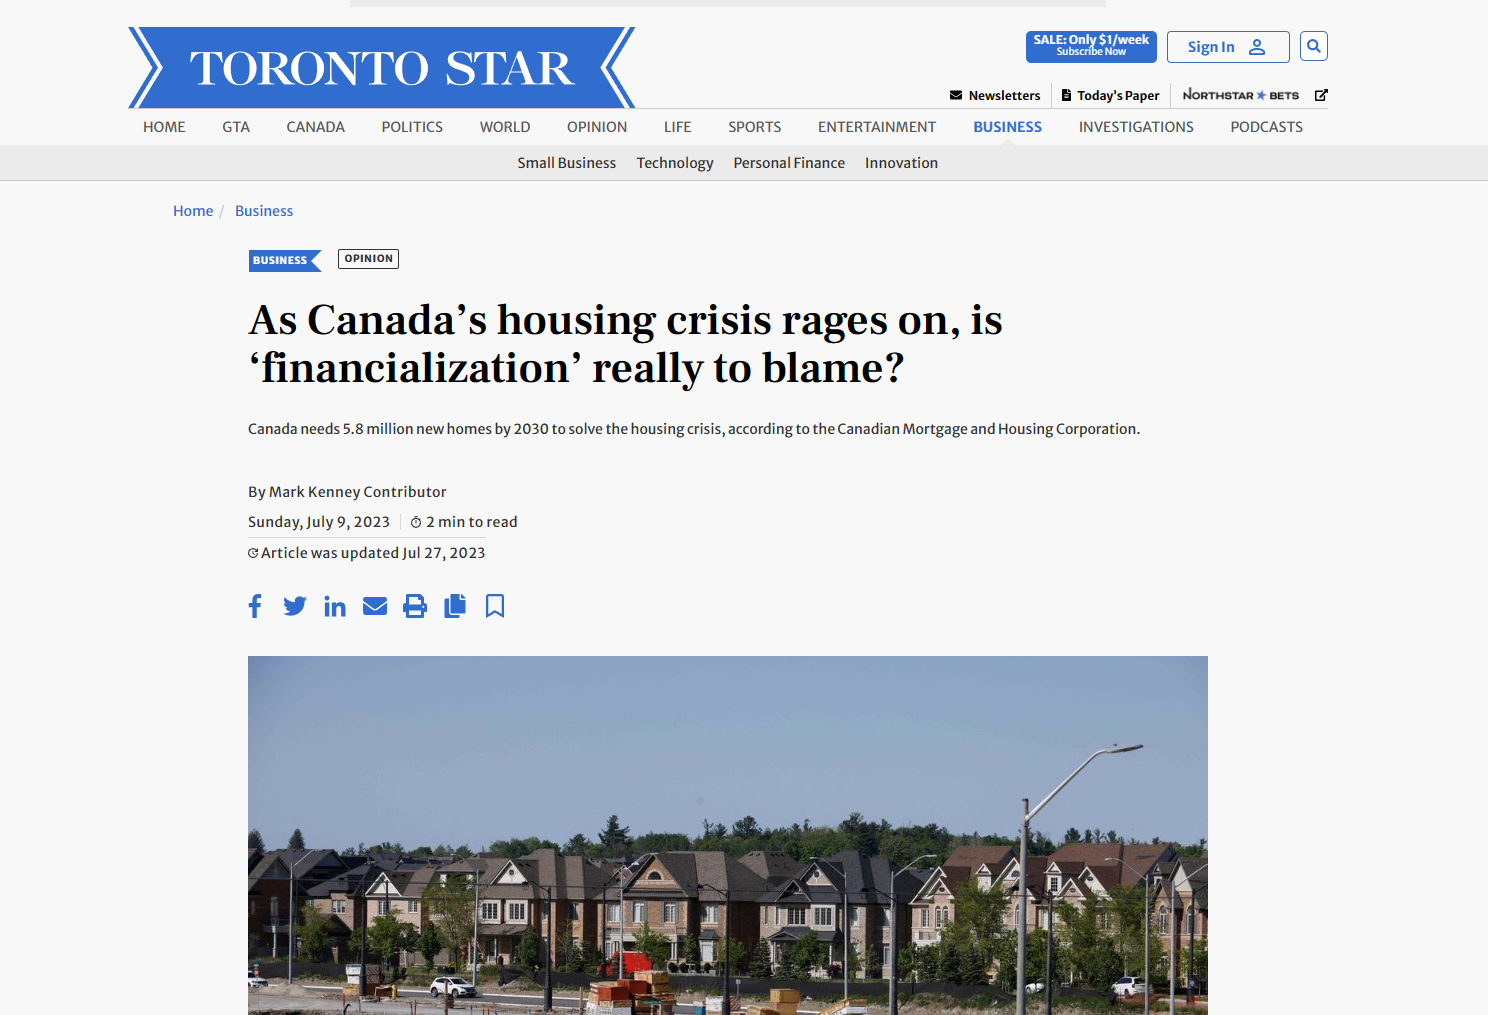 TORONTO STAR
SALE: Only $1/week
Subscribe Now
Sign In
Newsletters
Today's Paper
NORTHSTAR BETS
HOME
GTA
CANADA
POLITICS
WORLD
OPINION
LIFE
SPORTS
ENTERTAINMENT
BUSINESS
INVESTIGATIONS
PODCASTS
Small Business
Technology
Personal Finance
Innovation
Home / Business
BUSINESS
OPINION
As Canada’s housing crisis rages on, is
‘financialization’ really to blame?
Canada needs 5.8 million new homes by 2030 to solve the housing crisis, according to the Canadian Mortgage and Housing Corporation.
By Mark Kenney Contributor
Sunday, July 9, 2023
2 min to read
Article was updated Jul 27, 2023